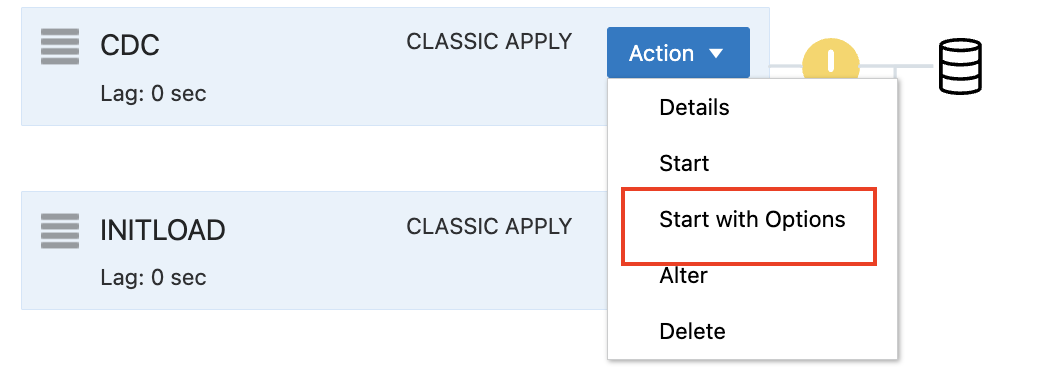 CDC
CLASSIC APPLY
Action
Lag: 0 sec
Details
Start
Start with Options
Alter
Delete
INITLOAD
CLASSIC APPLY
Lag: 0 sec